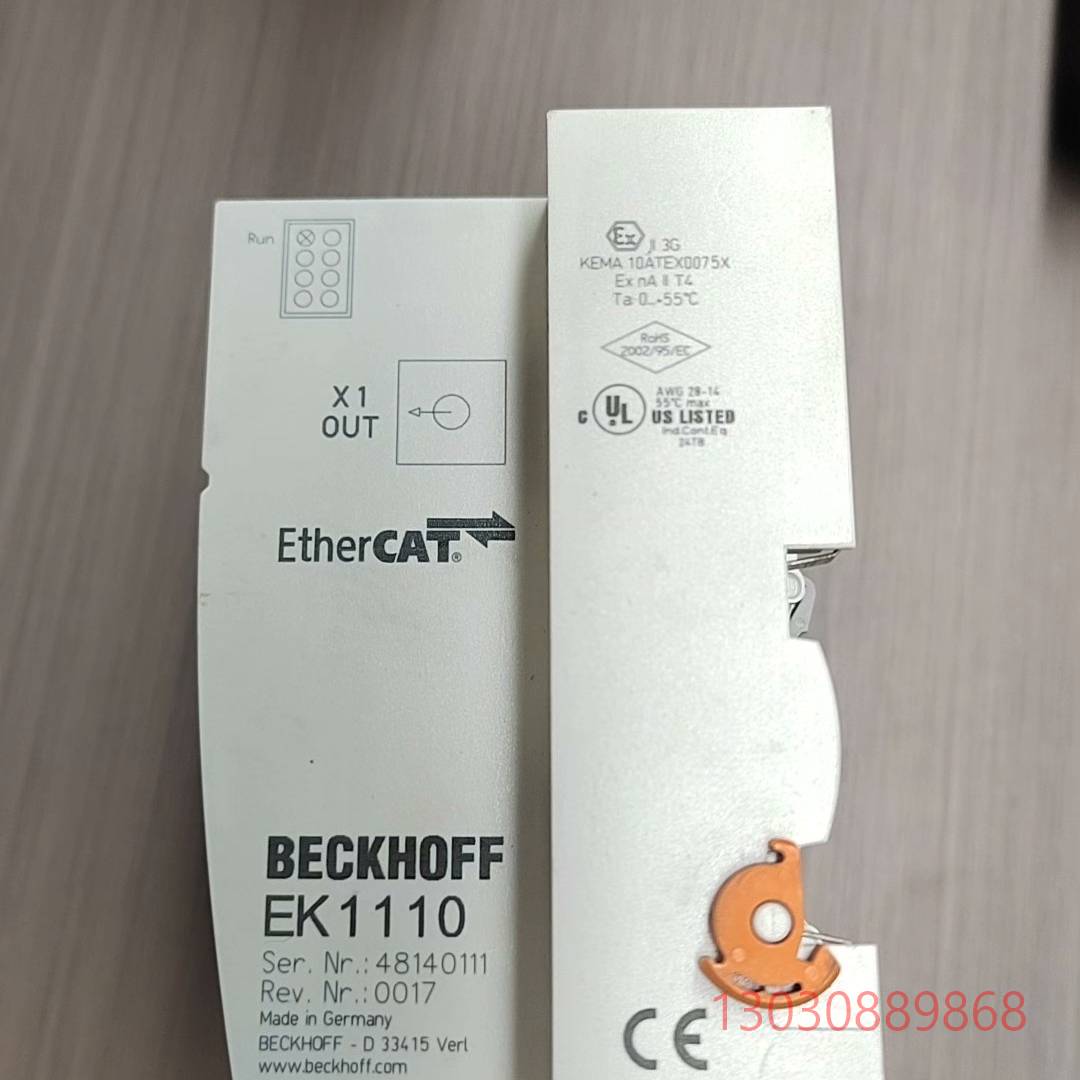 Run
X1
OUT
EtherCAT®
BECKHOFF
EK1110
Ser. Nr.: 48140111
Rev. Nr.: 0017
Made in Germany
BECKHOFF - D 33415 Verl
www.beckhoff.com
Ex
II 3G
KEMA 10ATEX0075X
Ex nA II T4
Ta 0...+55°C
RoHS
2002/95/EC
AWG 28-14
55°C max
C UL US LISTED
Ind.Cont.Eq
24TB
CE
13030889868